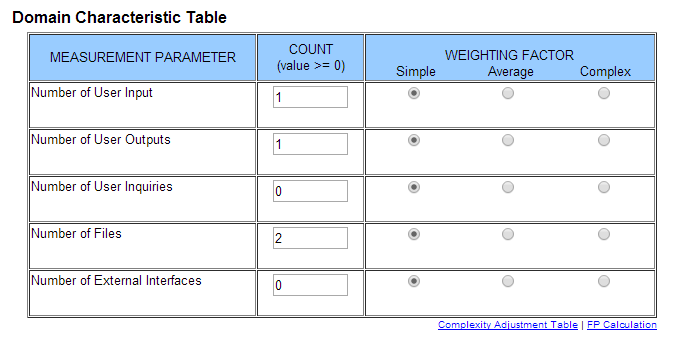 Domain Characteristic Table
MEASUREMENT PARAMETER
COUNT
(value >= 0)
WEIGHTING FACTOR
Simple Average Complex
Number of User Input
1
Number of User Outputs
1
Number of User Inquiries
0
Number of Files
2
Number of External Interfaces
0
Complexity Adjustment Table | FP Calculation